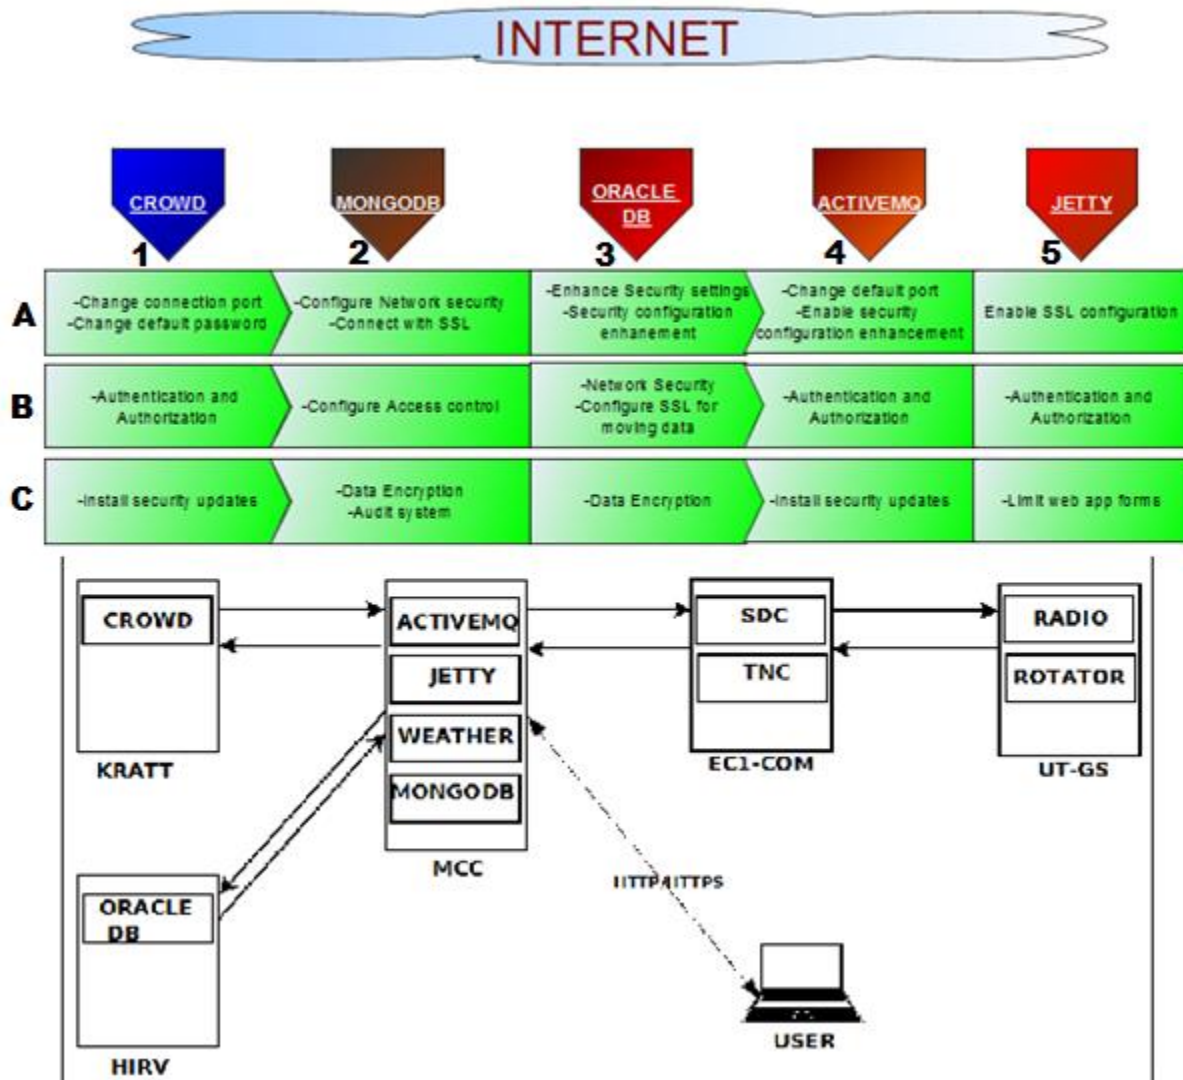 INTERNET
CROWD
MONGODB
ORACLE
DB
ACTIVEMQ
JETTY
1
2
3
4
5
A
-Change connection port
-Change default password
-Configure Network security
-Connect with SSL
-Enhance Security settings
-Security configuration
enhanement
-Change default port
-Enable security
configuration enhancement
Enable SSL configuration
B
-Authentication and
Authorization
-Configure Access control
-Network Security
-Configure SSL for
moving data
-Authentication and
Authorization
-Authentication and
Authorization
C
-Install security updates
-Data Encryption
-Audit system
-Data Encryption
-Install security updates
-Limit web app forms
CROWD
KRATT
ACTIVEMQ
JETTY
WEATHER
MONGODB
MCC
SDC
TNC
EC1-COM
RADIO
ROTATOR
UT-GS
ORACLE
DB
HIRV
HTTP/HTTPS
USER